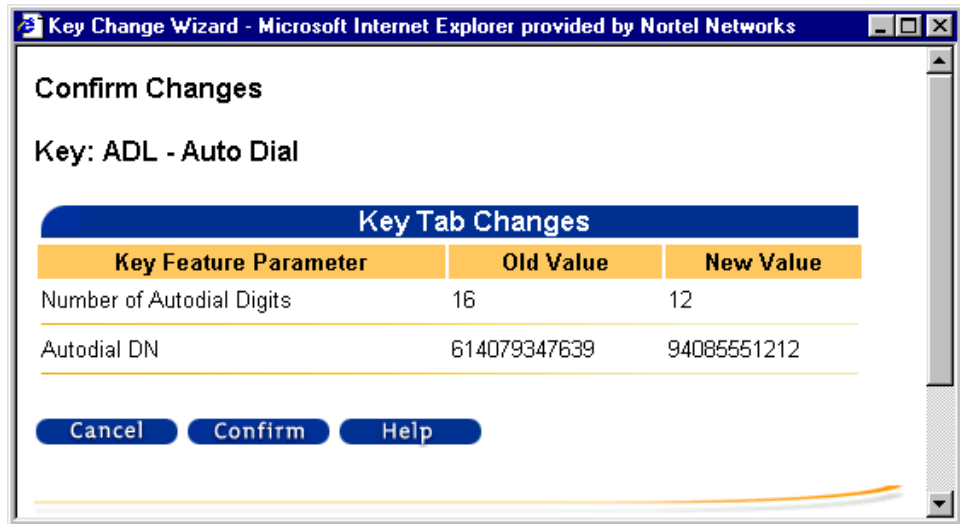 Key Change Wizard - Microsoft Internet Explorer provided by Nortel Networks
Confirm Changes
Key: ADL - Auto Dial
Key Tab Changes
Key Feature Parameter Old Value New Value
Number of Autodial Digits 16 12
Autodial DN 614079347639 94085551212
Cancel Confirm Help